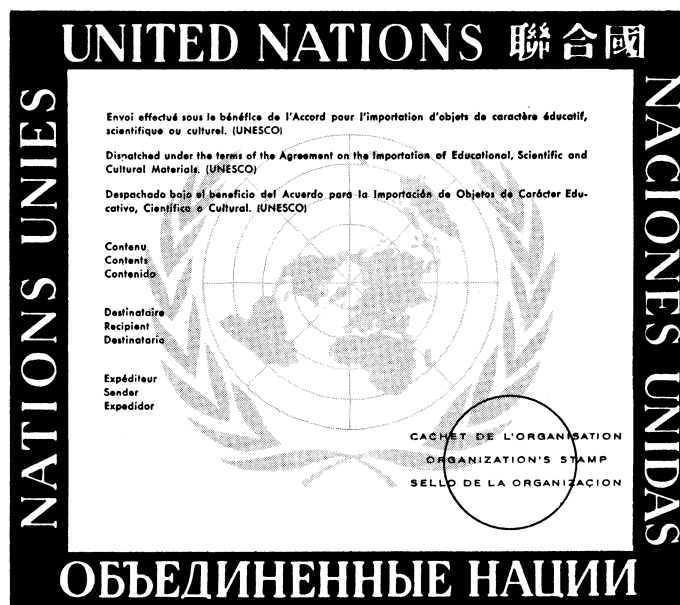 UNITED NATIONS 聯合國
NATIONS UNIES
NACIONES UNIDAS
Envoi effectué sous le bénéfice de l'Accord pour l'importation d'objets de caractère éducatif,
scientifique ou culturel. (UNESCO)
Dispatched under the terms of the Agreement on the Importation of Educational, Scientific and
Cultural Materials. (UNESCO)
Despachado bajo el beneficio del Acuerdo para la Importación de Objetos de Carácter Edu-
cativo, Científico o Cultural. (UNESCO)
Contenu
Contents
Contenido
Destinataire
Recipient
Destinatario
Expéditeur
Sender
Expedidor
CACHET DE L'ORGANISATION
ORGANIZATION'S STAMP
SELLO DE LA ORGANIZAÇION
ОБЪЕДИНЕННЫЕ НАЦИИ